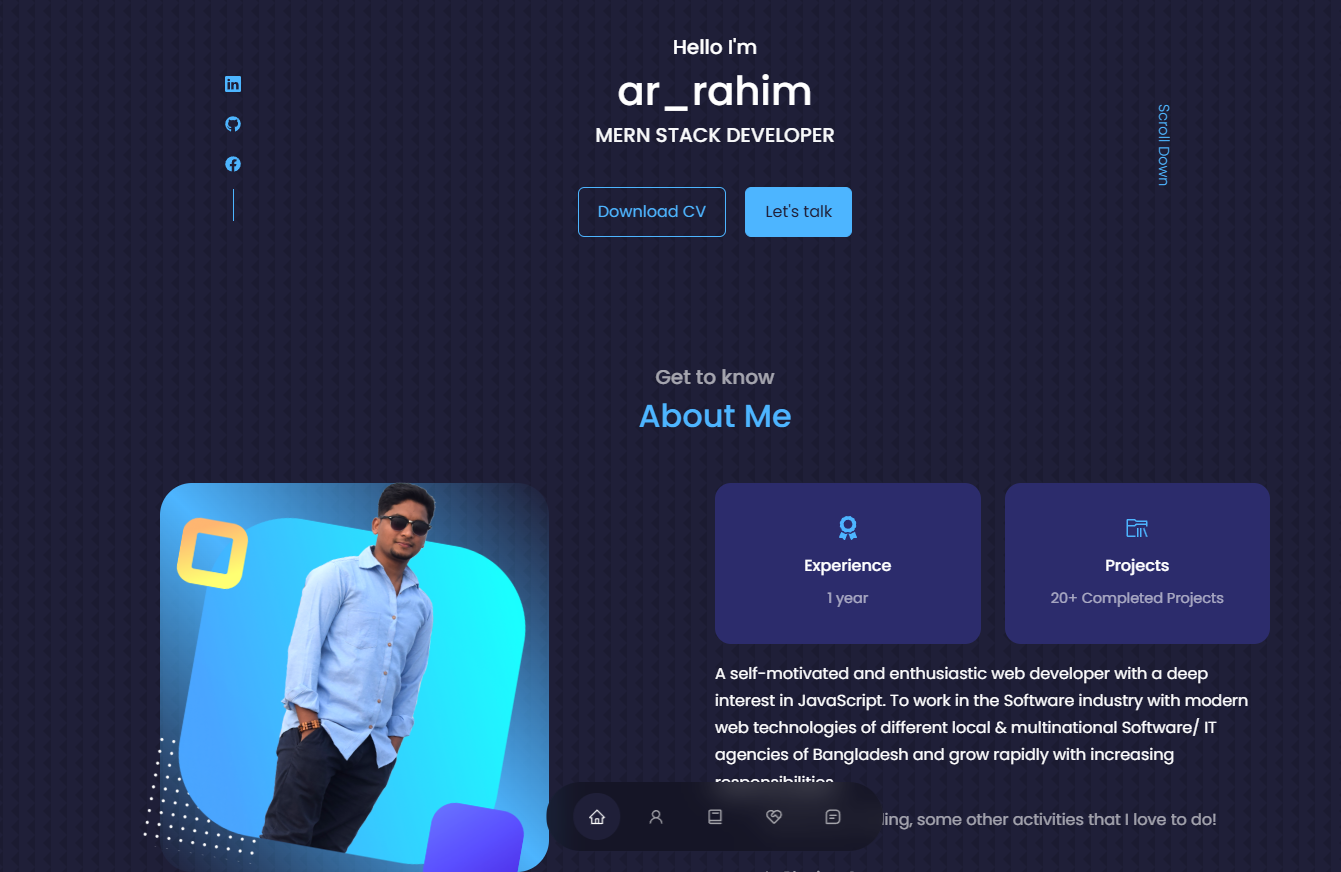 Hello I'm
ar_rahim
MERN STACK DEVELOPER
Scroll Down
Download CV
Let's talk
Get to know
About Me
Experience
1 year
Projects
20+ Completed Projects
A self-motivated and enthusiastic web developer with a deep
interest in JavaScript. To work in the Software industry with modern
web technologies of different local & multinational Software/ IT
agencies of Bangladesh and grow rapidly with increasing
responsibilities.
some other activities that I love to do!